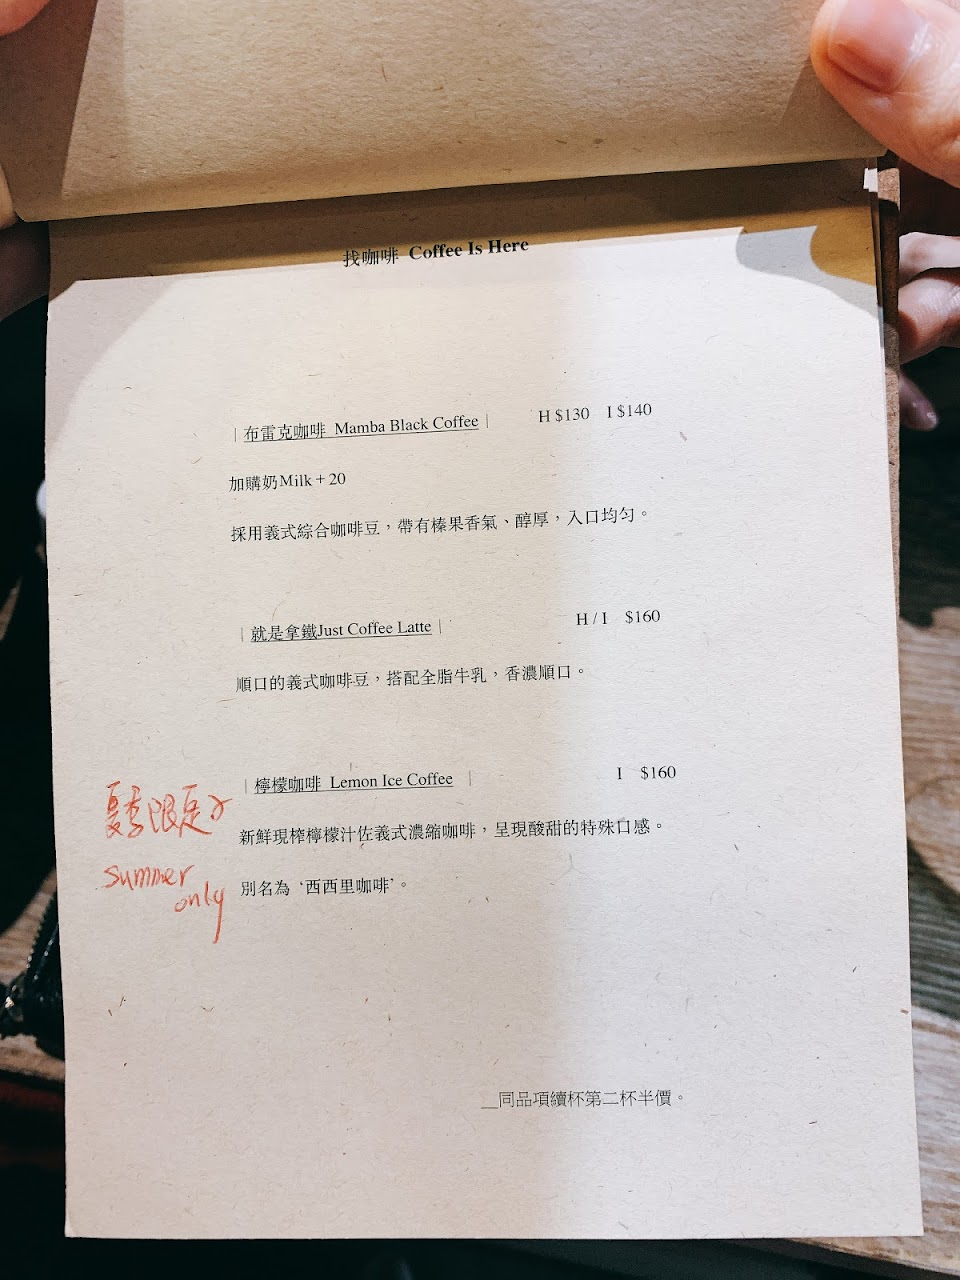 找咖啡 Coffee Is Here
| 布雷克咖啡 Mamba Black Coffee | H $130 I $140
加購奶Milk + 20
採用義式綜合咖啡豆，帶有榛果香氣、醇厚，入口均勻。
| 就是拿鐵Just Coffee Latte | H / I $160
順口的義式咖啡豆，搭配全脂牛乳，香濃順口。
| 檸檬咖啡 Lemon Ice Coffee | I $160
夏季限定
新鮮現榨檸檬汁佐義式濃縮咖啡，呈現酸甜的特殊口感。
summer
only
別名為‘西西里咖啡’。
__同品項續杯第二杯半價。